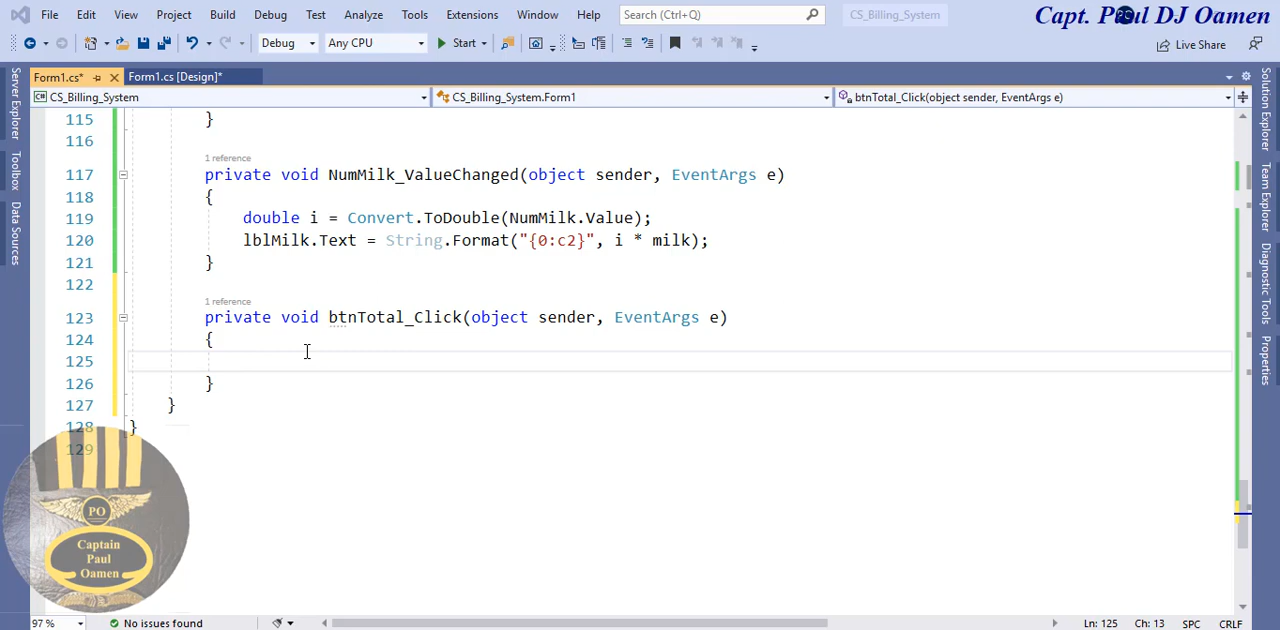 File Edit View Project Build Debug Test Analyze Tools Extensions Window Help Search (Ctrl+Q) CS_Billing_System
Capt. Paul DJ Oamen
Debug Any CPU Start Live Share
Form1.cs* Form1.cs [Design]*
CS_Billing_System CS_Billing_System.Form1 btnTotal_Click(object sender, EventArgs e)
Server Explorer
Toolbox
Data Sources
Solution Explorer
Team Explorer
Diagnostic Tools
Properties
115 }
116
1 reference
117 private void NumMilk_ValueChanged(object sender, EventArgs e)
118 {
119 double i = Convert.ToDouble(NumMilk.Value);
120 lblMilk.Text = String.Format("{0:c2}", i * milk);
121 }
122
1 reference
123 private void btnTotal_Click(object sender, EventArgs e)
124 {
125
126 }
127 }
128 }
129
PO
Captain
Paul
Oamen
97 % No issues found Ln: 125 Ch: 13 SPC CRLF